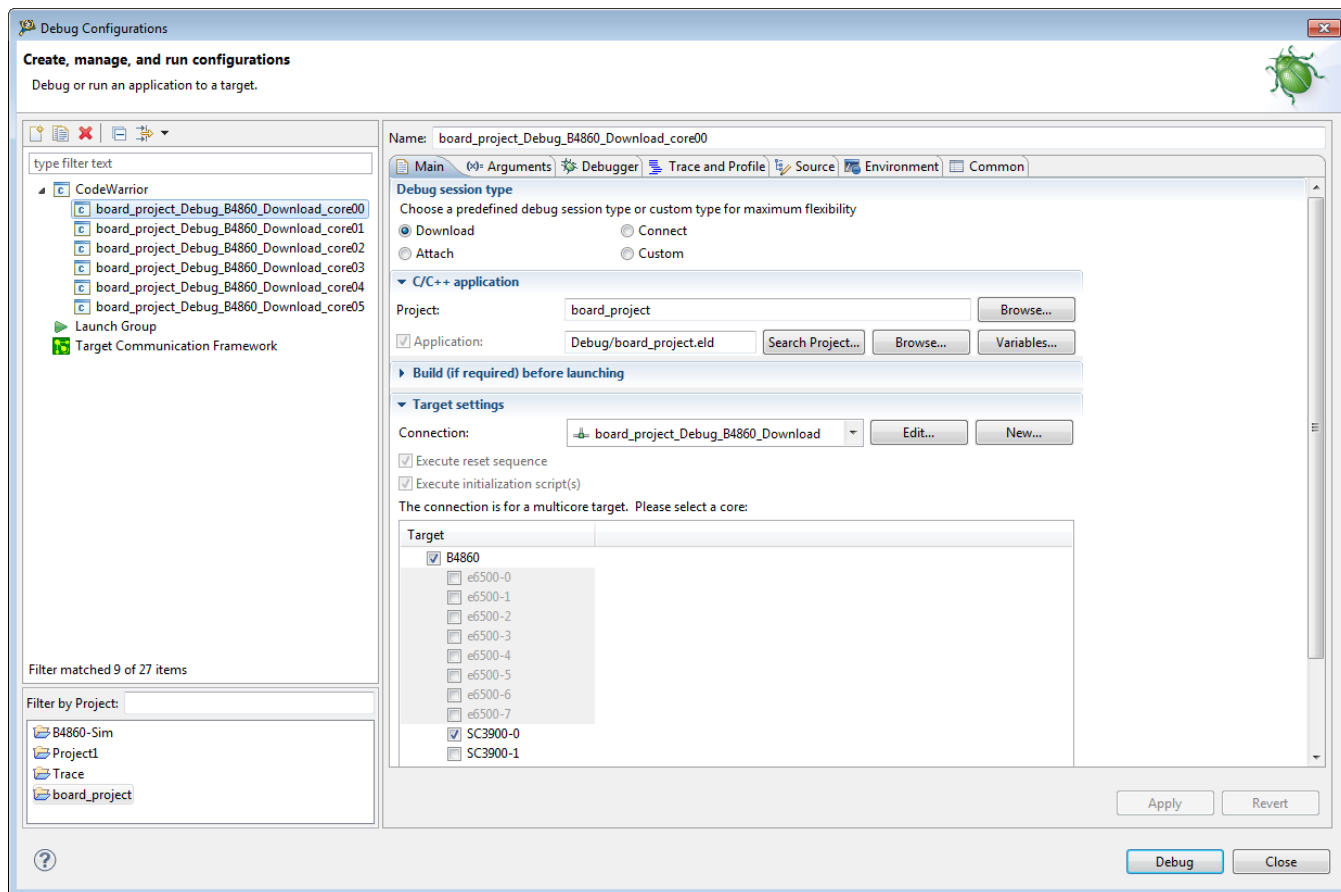 Debug Configurations
Create, manage, and run configurations
Debug or run an application to a target.
type filter text
CodeWarrior
board_project_Debug_B4860_Download_core00
board_project_Debug_B4860_Download_core01
board_project_Debug_B4860_Download_core02
board_project_Debug_B4860_Download_core03
board_project_Debug_B4860_Download_core04
board_project_Debug_B4860_Download_core05
Launch Group
Target Communication Framework
Filter matched 9 of 27 items
Filter by Project:
B4860-Sim
Project1
Trace
board_project
Name: board_project_Debug_B4860_Download_core00
Main (x)= Arguments Debugger Trace and Profile Source Environment Common
Debug session type
Choose a predefined debug session type or custom type for maximum flexibility
Download Connect
Attach Custom
C/C++ application
Project: board_project Browse...
Application: Debug/board_project.eld Search Project... Browse... Variables...
Build (if required) before launching
Target settings
Connection: board_project_Debug_B4860_Download Edit... New...
Execute reset sequence
Execute initialization script(s)
The connection is for a multicore target. Please select a core:
Target
B4860
e6500-0
e6500-1
e6500-2
e6500-3
e6500-4
e6500-5
e6500-6
e6500-7
SC3900-0
SC3900-1
Apply Revert
? Debug Close